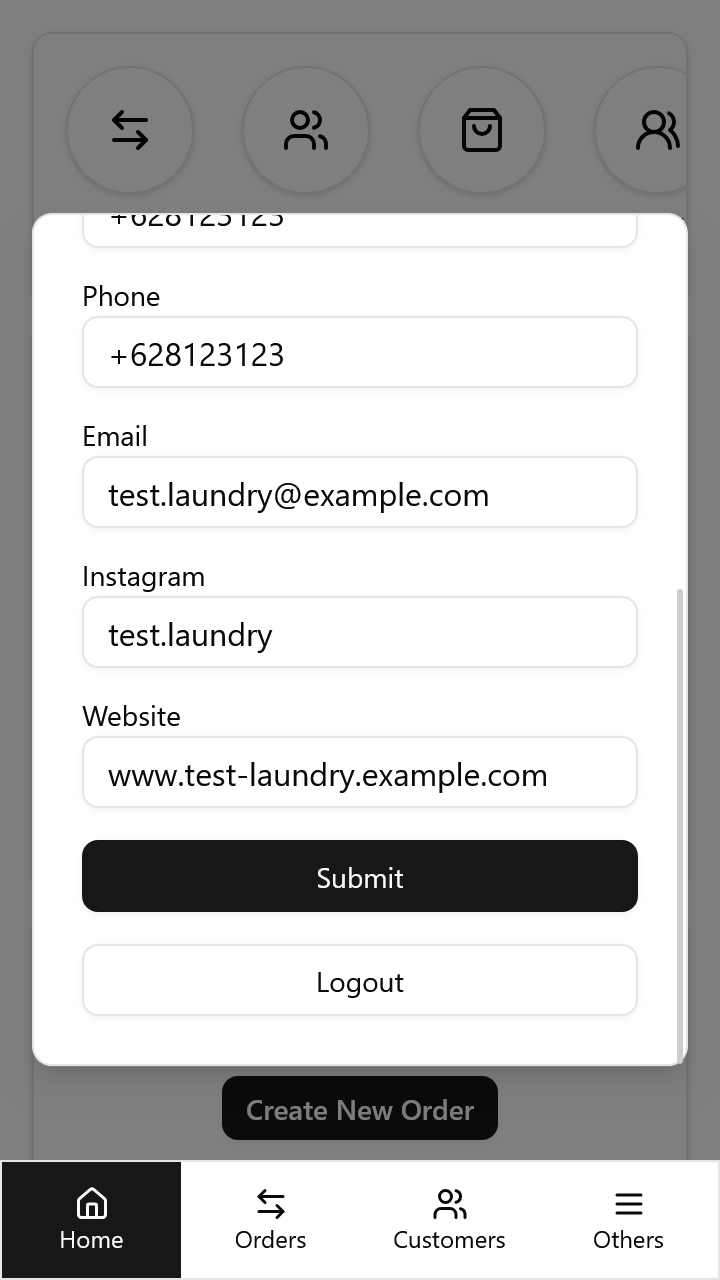 +628123123
Phone
+628123123
Email
test.laundry@example.com
Instagram
test.laundry
Website
www.test-laundry.example.com
Submit
Logout
Create New Order
Home
Orders
Customers
Others